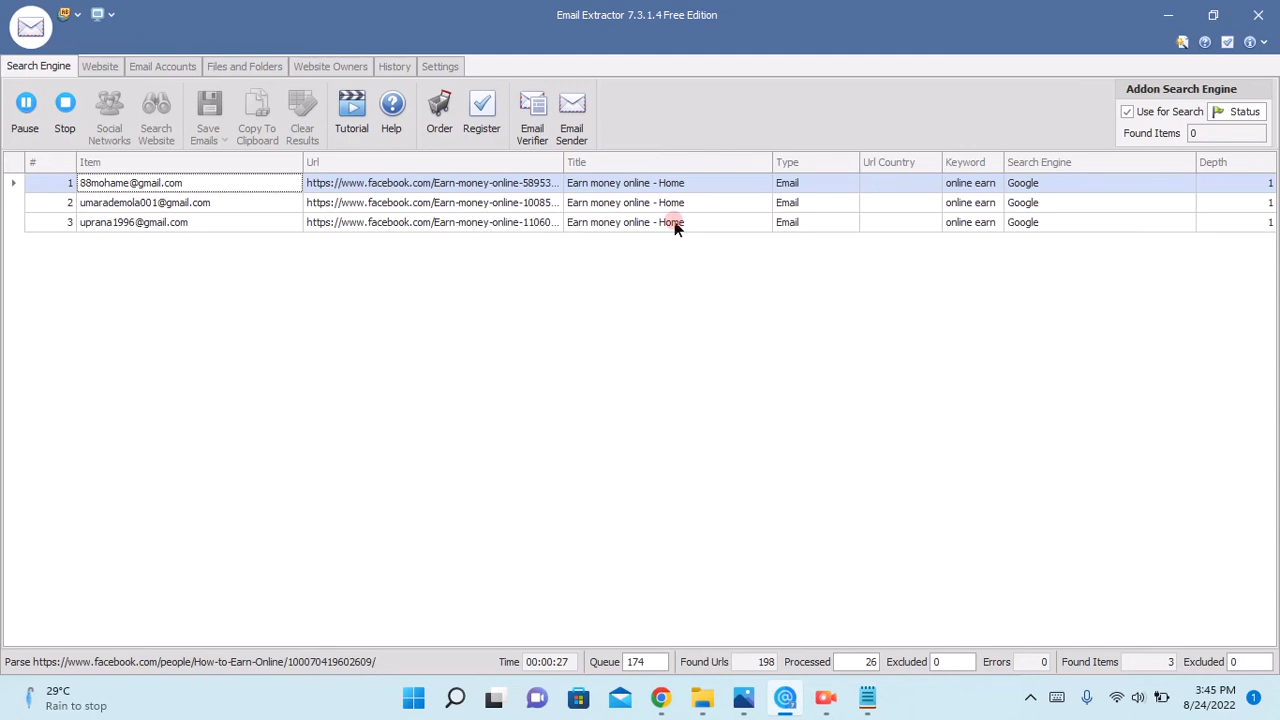 Email Extractor 7.3.1.4 Free Edition
Search Engine Website Email Accounts Files and Folders Website Owners History Settings
Pause Stop Social Networks Search Website Save Emails Copy To Clipboard Clear Results Tutorial Help Order Register Email Verifier Email Sender
Addon Search Engine
Use for Search Status
Found Items 0
# Item Url Title Type Url Country Keyword Search Engine Depth
1 88mohame@gmail.com https://www.facebook.com/Earn-money-online-58953... Earn money online - Home Email online earn Google 1
2 umarademola001@gmail.com https://www.facebook.com/Earn-money-online-10085... Earn money online - Home Email online earn Google 1
3 uprana1996@gmail.com https://www.facebook.com/Earn-money-online-11060... Earn money online - Home Email online earn Google 1
Parse https://www.facebook.com/people/How-to-Earn-Online/100070419602609/ Time 00:00:27 Queue 174 Found Urls 198 Processed 26 Excluded 0 Errors 0 Found Items 3 Excluded 0
29°C
Rain to stop
3:45 PM
8/24/2022
1